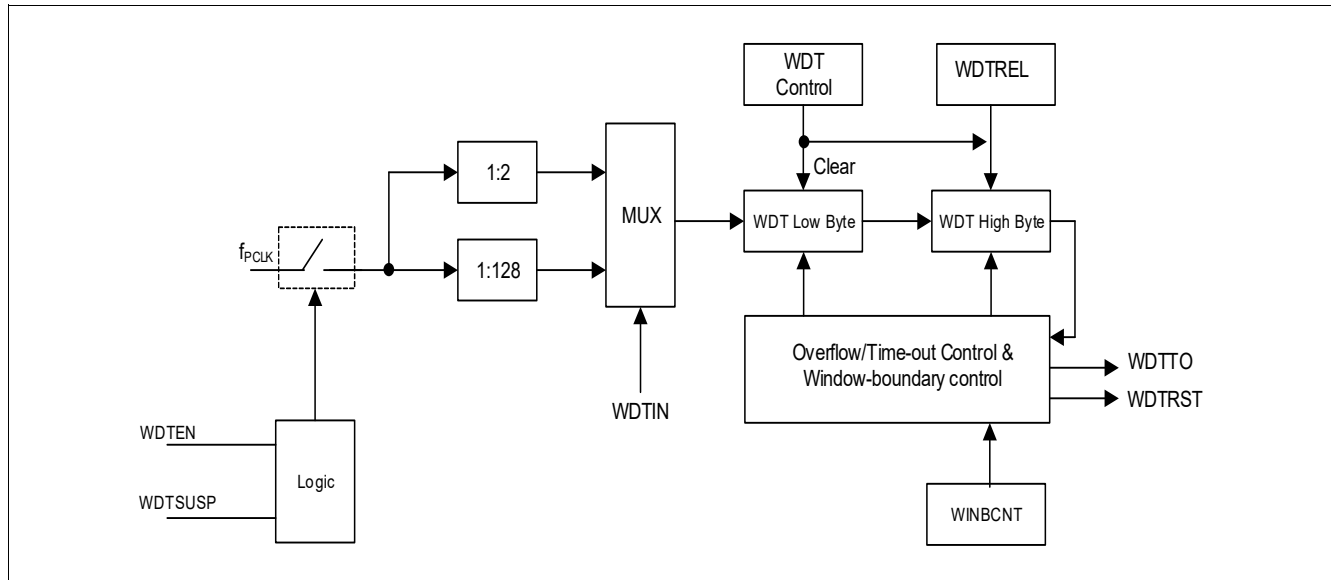 WDT
Control
WDTREL
1:2
Clear
MUX
WDT Low Byte
WDT High Byte
fPCLK
1:128
Overflow/Time-out Control &
Window-boundary control
WDTTO
WDTRST
WDTIN
WDTEN
Logic
WDTSUSP
WINBCNT